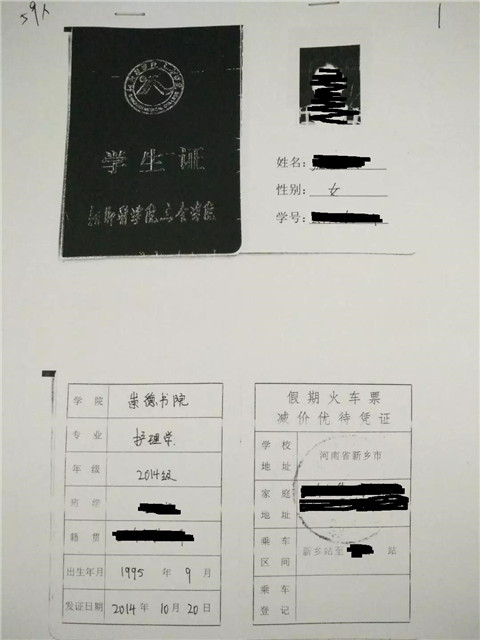 59人
学生证
新乡医学院三全学院
姓名:
性别: 女
学号:
学 院 崇德书院
专 业 护理学
年 级 2014级
班 级
籍 贯
出生年月 1995 年 9 月
发证日期 2014 年 10 月 20 日
假期火车票
减价优待凭证
学校地址 河南省新乡市
家庭地址
乘车区间 新乡站至 站
乘车登记